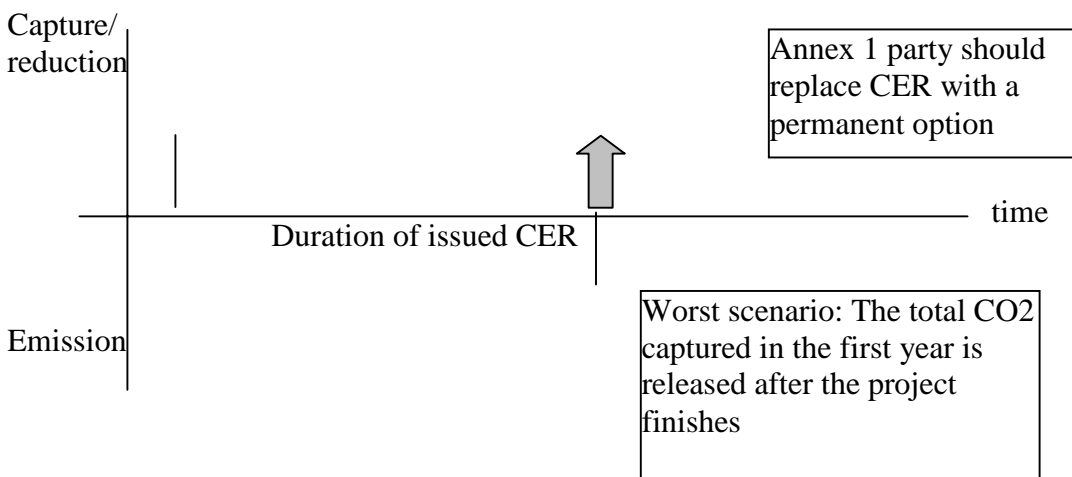 Capture/
reduction
Annex 1 party should
replace CER with a
permanent option
time
Duration of issued CER
Emission
Worst scenario: The total CO2
captured in the first year is
released after the project
finishes